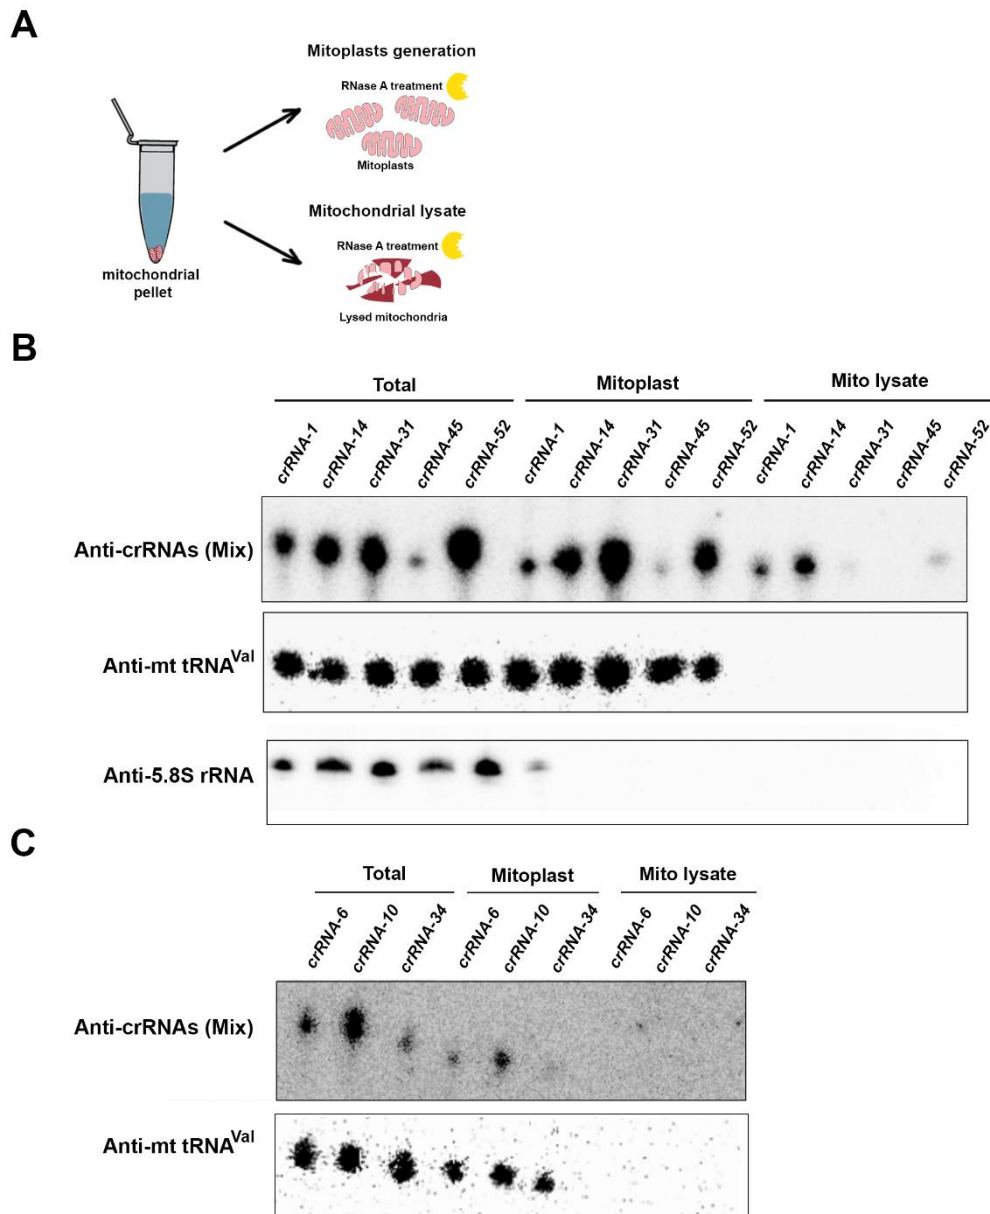 A
Mitoplasts generation
RNase A treatment
Mitoplasts
mitochondrial
pellet
Mitochondrial lysate
RNase A treatment
Lysed mitochondria
B
Total Mitoplast Mito lysate
crRNA-1 crRNA-14 crRNA-31 crRNA-45 crRNA-52 crRNA-1 crRNA-14 crRNA-31 crRNA-45 crRNA-52 crRNA-1 crRNA-14 crRNA-31 crRNA-45 crRNA-52
Anti-crRNAs (Mix)
Anti-mt tRNAVal
Anti-5.8S rRNA
C
Total Mitoplast Mito lysate
crRNA-6 crRNA-10 crRNA-34 crRNA-6 crRNA-10 crRNA-34 crRNA-6 crRNA-10 crRNA-34
Anti-crRNAs (Mix)
Anti-mt tRNAVal